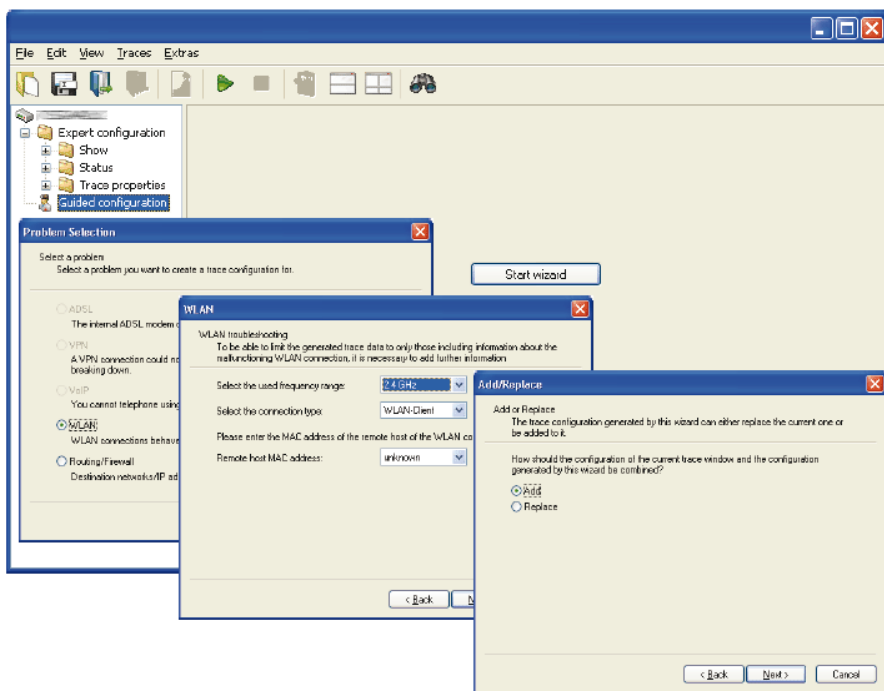 File Edit View Traces Extras
Expert configuration
Show
Status
Trace properties
Guided configuration
Start wizard
Problem Selection
Select a problem
Select a problem you want to create a trace configuration for.
ADSL
The internal ADSL modem
VPN
A VPN connection could
breaking down.
VoIP
You cannot telephone using
WLAN
WLAN connections behave
Routing/Firewall
Destination networks/IP
WLAN
WLAN troubleshooting
To be able to limit the generated trace data to only those including information about the
malfunctioning WLAN connection, it is necessary to add further information
Select the used frequency range: 2.4 GHz
Select the connection type: WLAN-Client
Please enter the MAC address of the remote host of the WLAN
Remote host MAC address: unknown
< Back
Add/Replace
Add or Replace
The trace configuration generated by this wizard can either replace the current one or
be added to it.
How should the configuration of the current trace window and the configuration
generated by this wizard be combined?
Add
Replace
< Back Next > Cancel